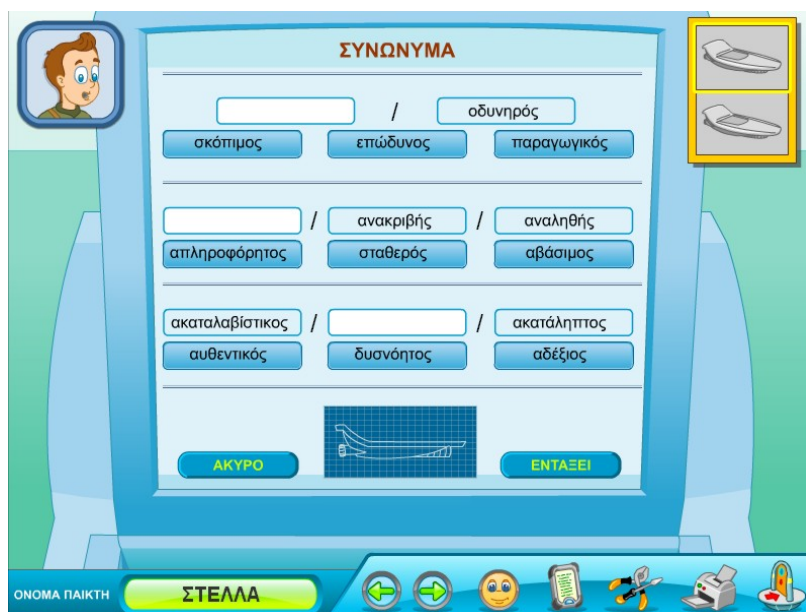 ΣΥΝΩΝΥΜΑ
/ οδυνηρός
σκόπιμος επώδυνος παραγωγικός
/ ανακριβής / αναληθής
απληροφόρητος σταθερός αβάσιμος
ακαταλαβίστικος / / ακατάληπτος
αυθεντικός δυσνόητος αδέξιος
ΑΚΥΡΟ ΕΝΤΑΞΕΙ
ΟΝΟΜΑ ΠΑΙΚΤΗ ΣΤΕΛΛΑ